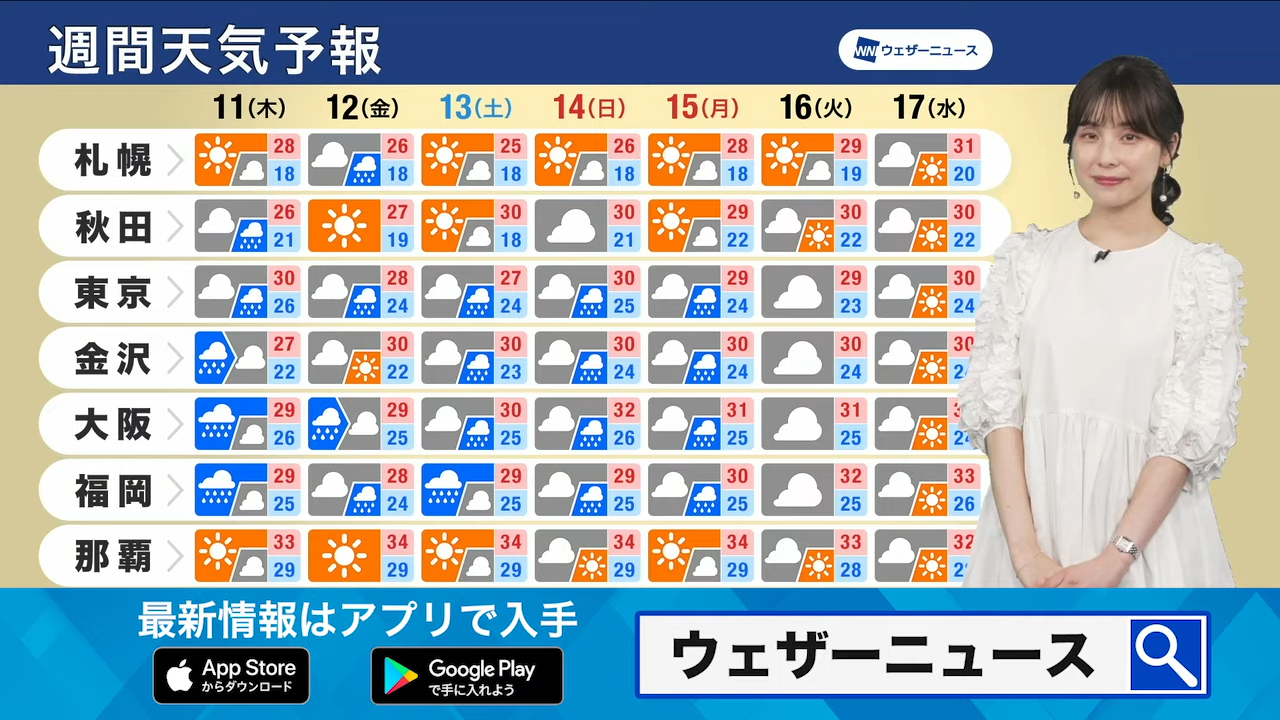 週間天気予報
WN ウェザーニュース
11(木) 12(金) 13(土) 14(日) 15(月) 16(火) 17(水)
札幌 28 18 26 18 25 18 26 18 28 18 29 19 31 20
秋田 26 21 27 19 30 18 30 21 29 22 30 22 30 22
東京 30 26 28 24 27 24 30 25 29 24 29 23 30 24
金沢 27 22 30 22 30 23 30 24 30 24 30 24 30
大阪 29 26 29 25 30 25 32 26 31 25 31 25
福岡 29 25 28 24 29 25 29 25 30 25 32 25 33 26
那覇 33 29 34 29 34 29 34 29 34 29 33 28 32
最新情報はアプリで入手
App Store
からダウンロード
Google Play
で手に入れよう
ウェザーニュース